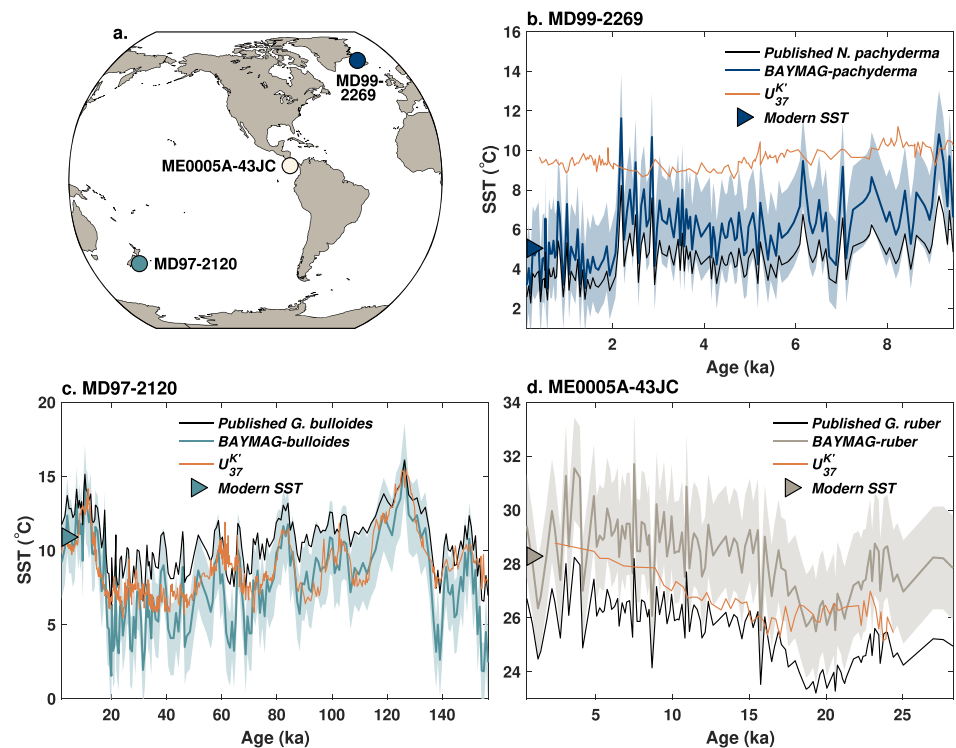 a.
MD99-
2269
ME0005A-43JC
MD97-2120
b. MD99-2269
16
14
12
10
8
6
4
2
SST (°C)
Published N. pachyderma
BAYMAG-pachyderma
U37K'
Modern SST
2
4
6
8
Age (ka)
c. MD97-2120
20
15
10
5
0
SST (°C)
Published G. bulloides
BAYMAG-bulloides
U37K'
Modern SST
20
40
60
80
100
120
140
Age (ka)
d. ME0005A-43JC
34
32
30
28
26
24
Published G. ruber
BAYMAG-ruber
U37K'
Modern SST
5
10
15
20
25
Age (ka)